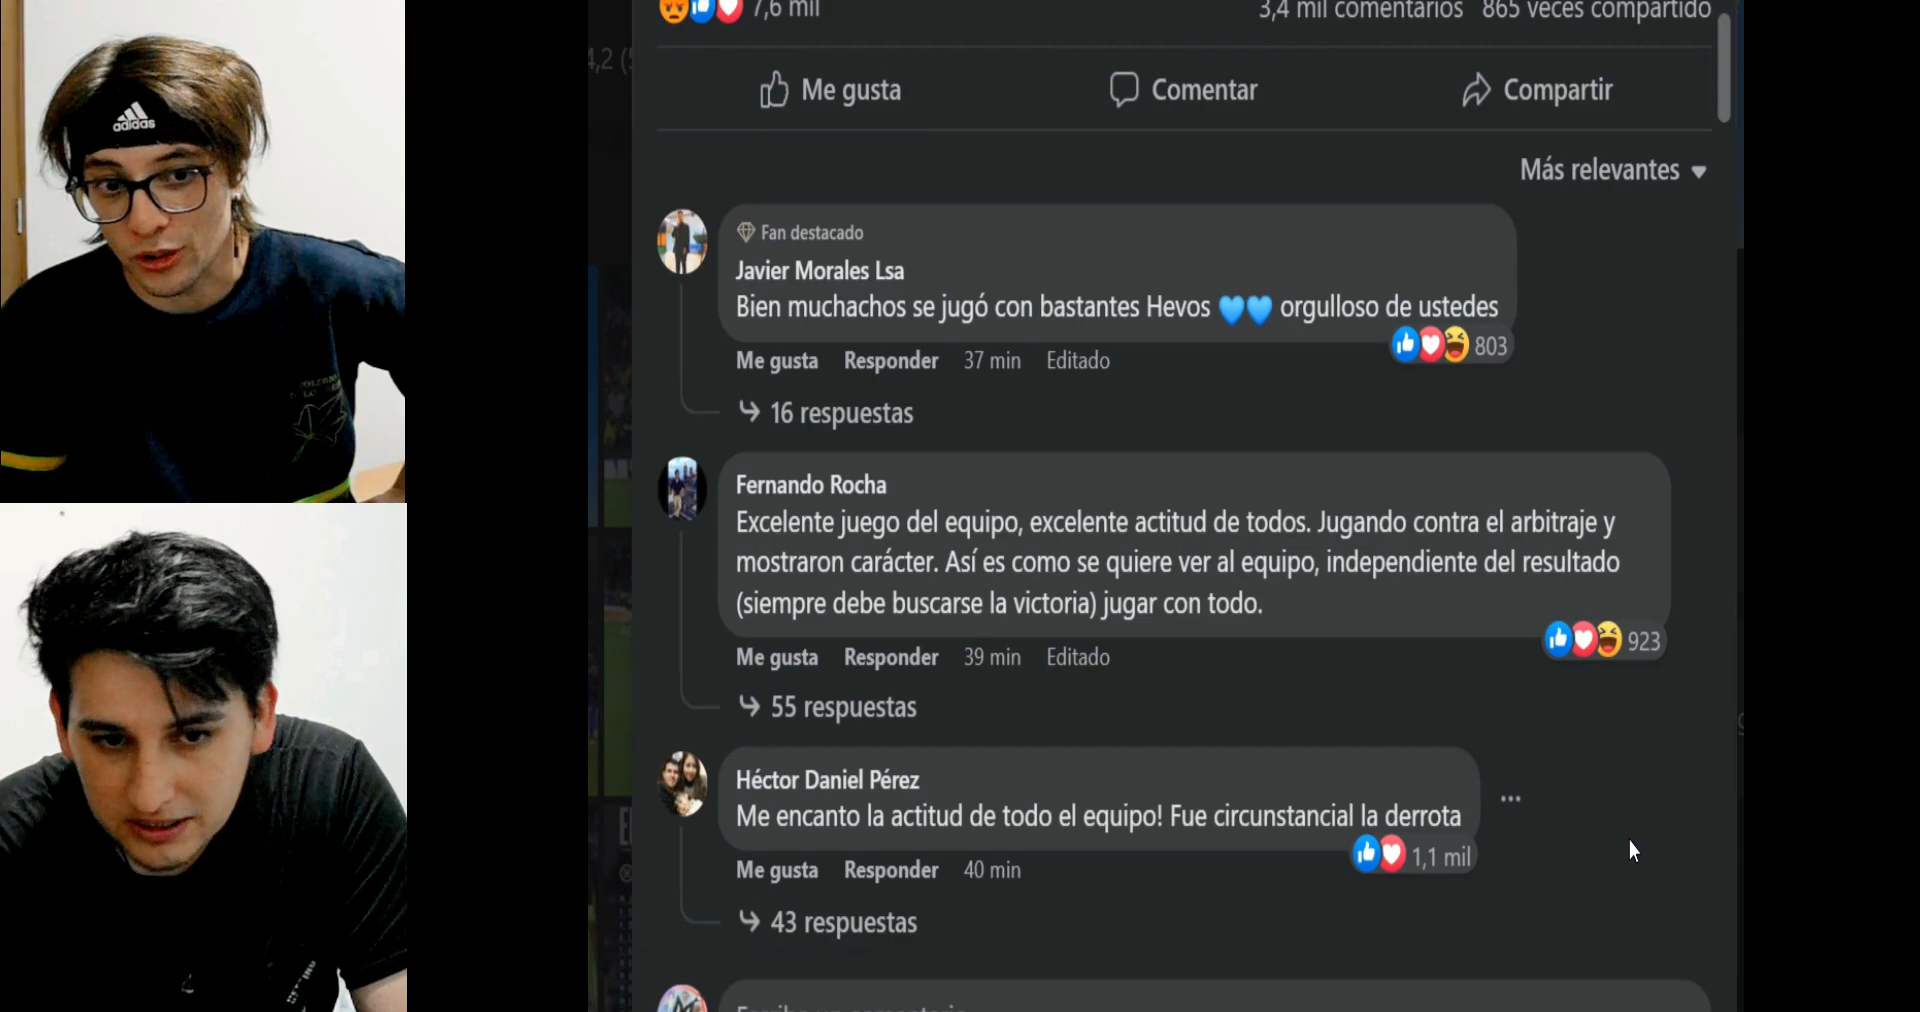 7,6 mil
3,4 mil comentarios 865 veces compartido
Me gusta Comentar Compartir
Más relevantes
Fan destacado
Javier Morales Lsa
Bien muchachos se jugó con bastantes Hevos 💙💙 orgulloso de ustedes
803
Me gusta Responder 37 min Editado
16 respuestas
Fernando Rocha
Excelente juego del equipo, excelente actitud de todos. Jugando contra el arbitraje y
mostraron carácter. Así es como se quiere ver al equipo, independiente del resultado
(siempre debe buscarse la victoria) jugar con todo.
923
Me gusta Responder 39 min Editado
55 respuestas
Héctor Daniel Pérez
Me encanto la actitud de todo el equipo! Fue circunstancial la derrota
1,1 mil
Me gusta Responder 40 min
43 respuestas
adidas